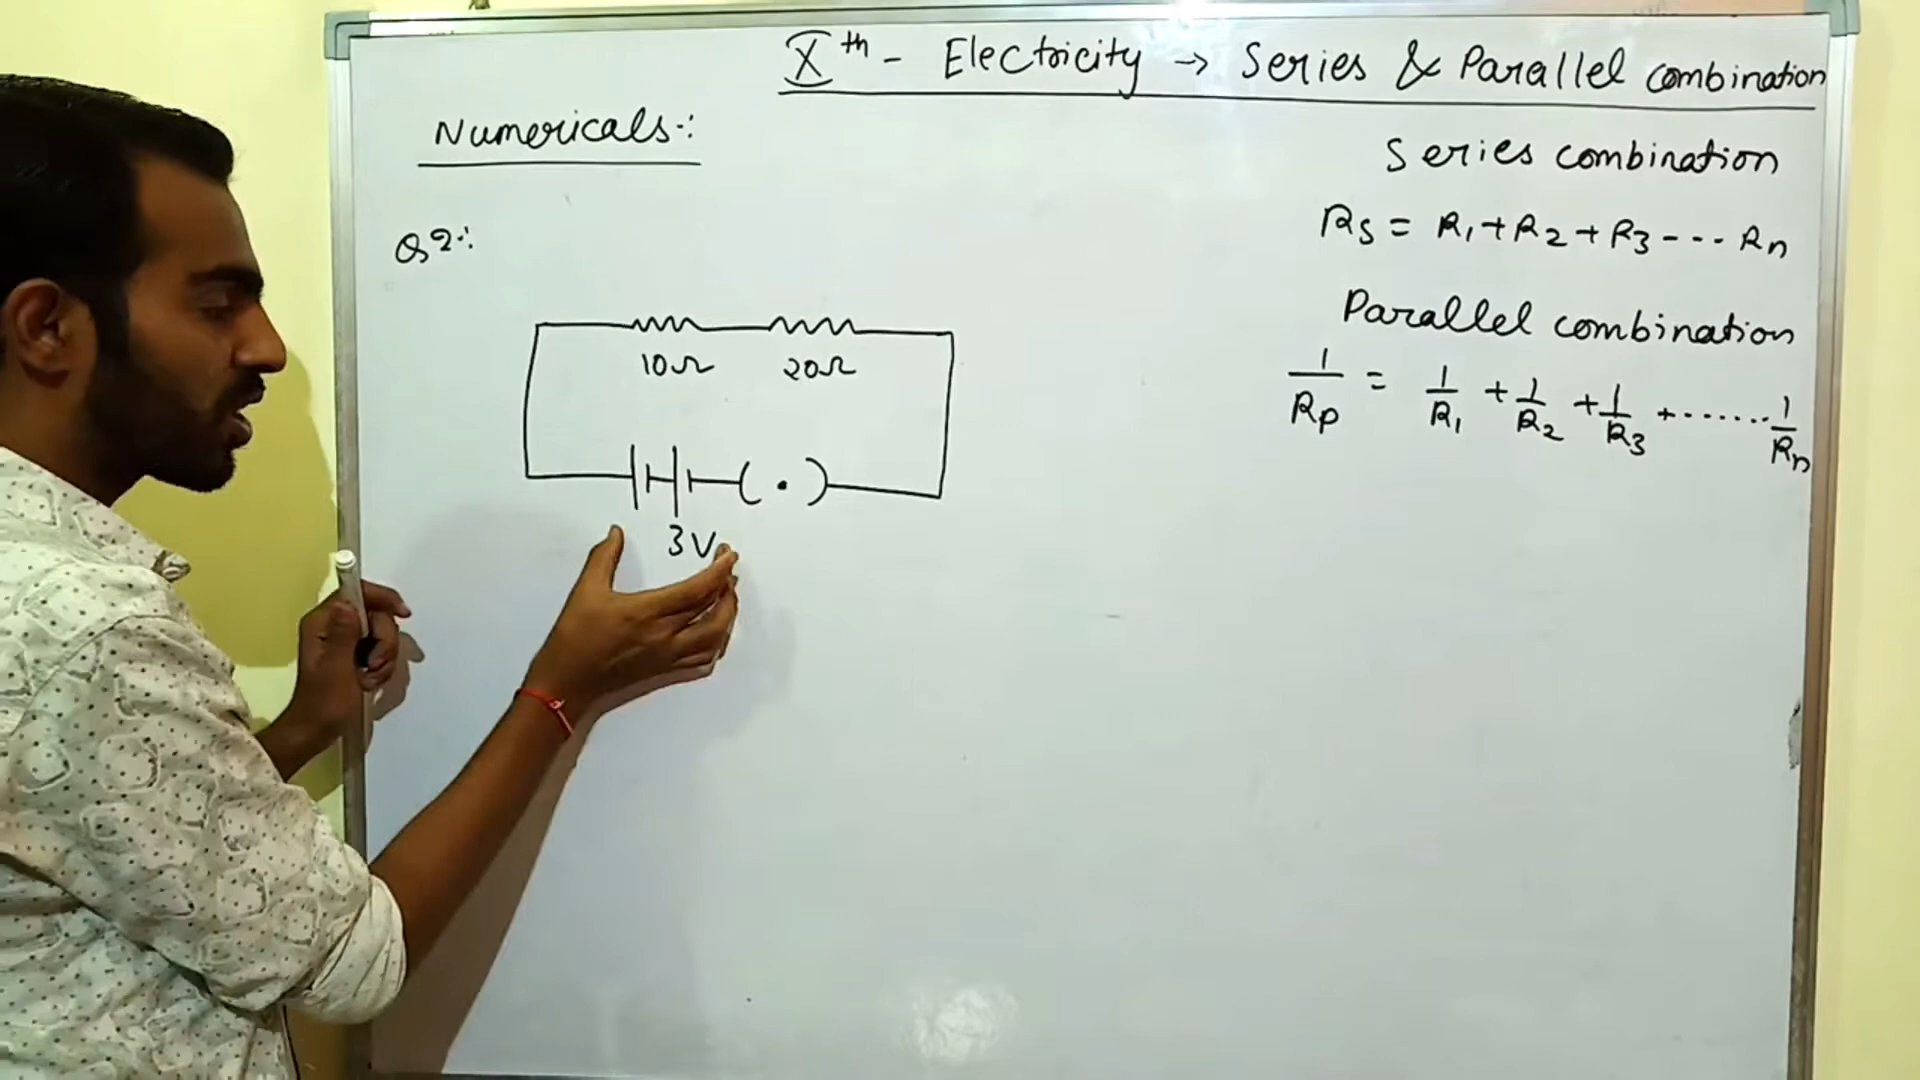 Xth - Electricity → Series & Parallel combination
Numericals:
Series combination
Rs = R1 + R2 + R3 --- Rn
Q2:
Parallel combination
1/Rp = 1/R1 + 1/R2 + 1/R3 + ....... 1/Rn
10Ω 20Ω
3V